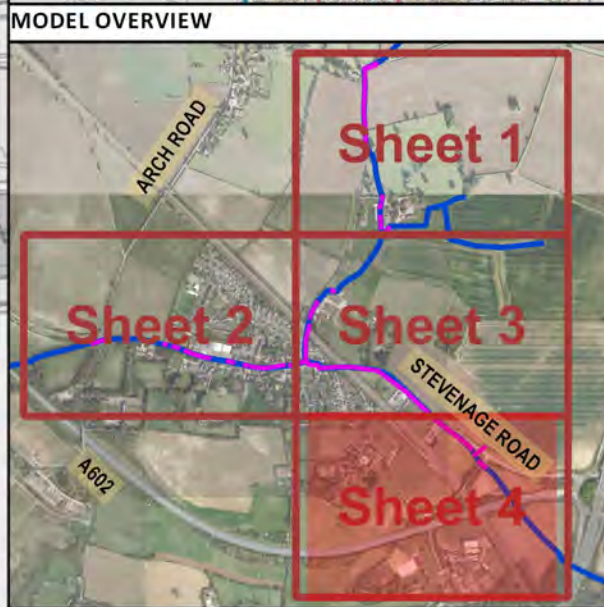 MODEL OVERVIEW
ARCH ROAD
Sheet 1
Sheet 2
Sheet 3
STEVENAGE ROAD
A602
Sheet 4